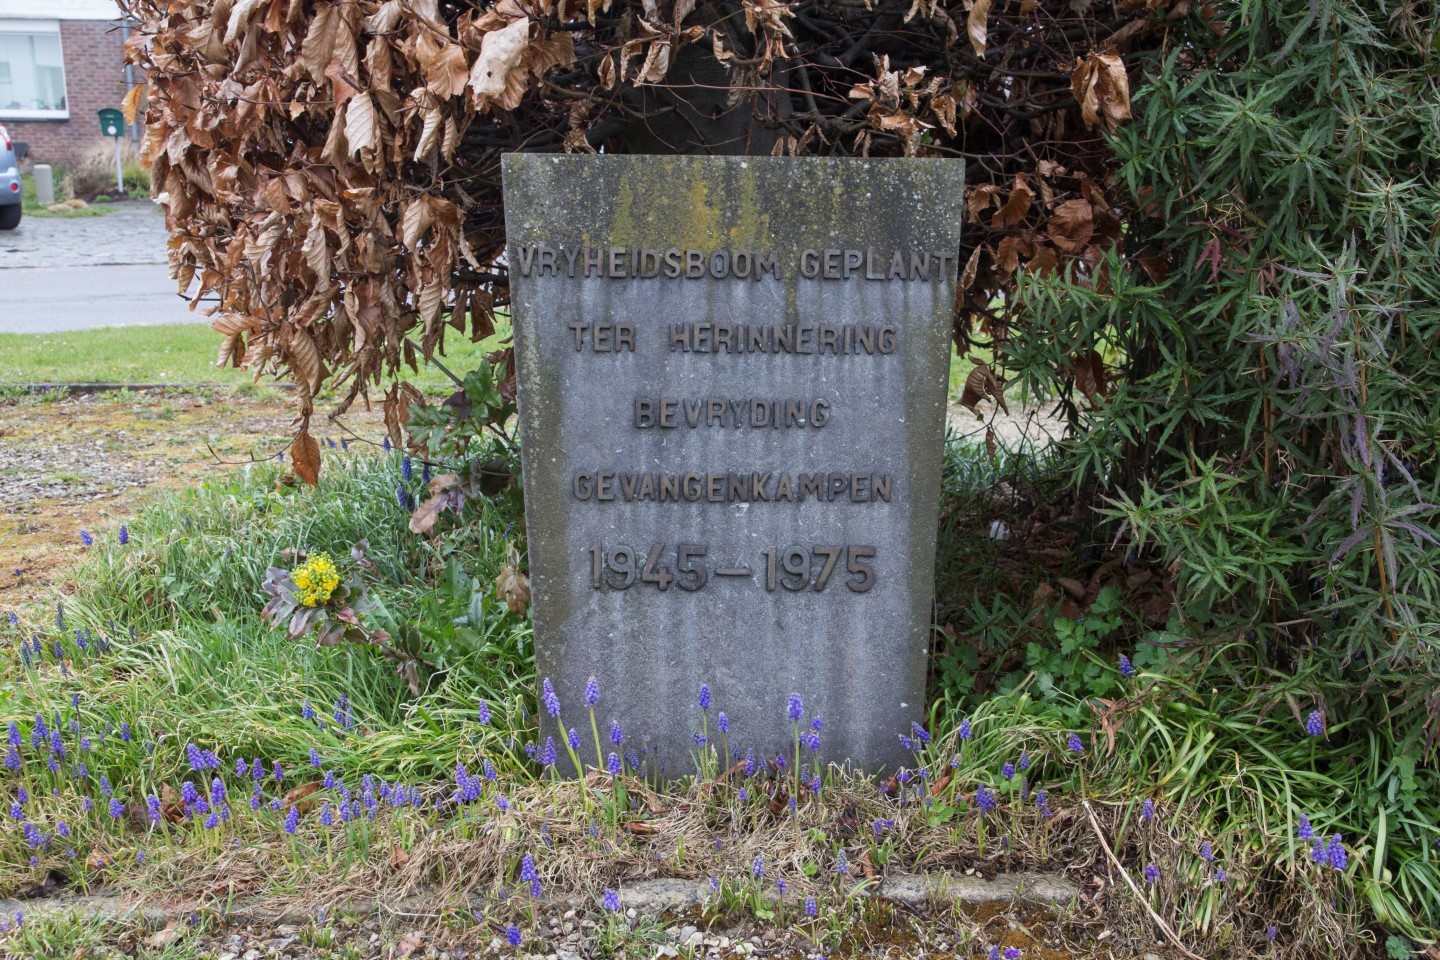 VRYHEIDSBOOM GEPLANT
TER HERINNERING
BEVRYDING
GEVANGENKAMPEN
1945-1975